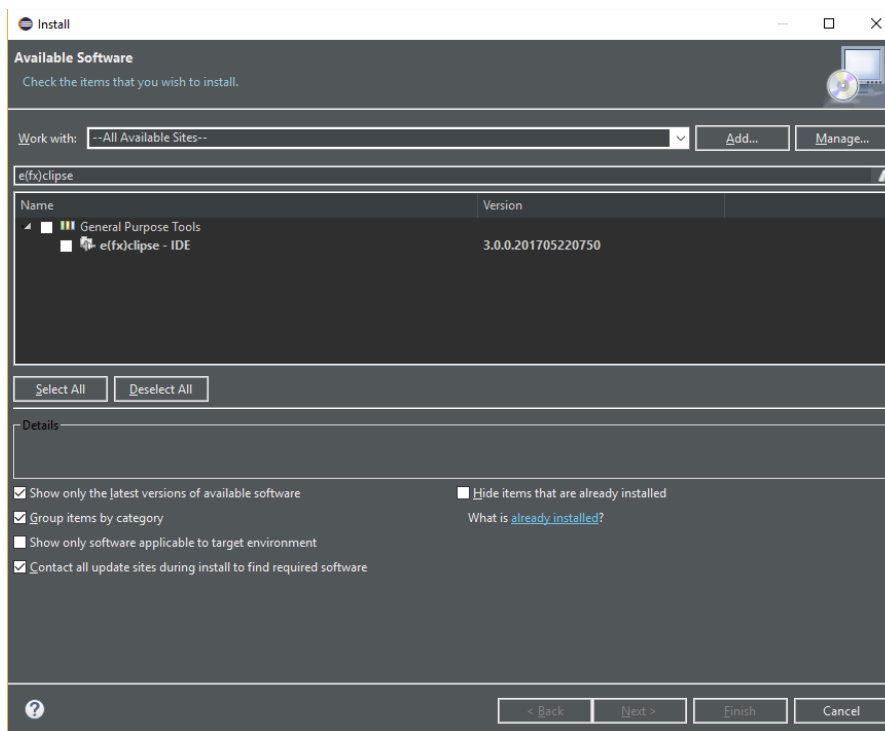 Install
Available Software
Check the items that you wish to install.
Work with: --All Available Sites-- Add... Manage...
e(fx)clipse
Name Version
General Purpose Tools
e(fx)clipse - IDE 3.0.0.201705220750
Select All Deselect All
Details
Show only the latest versions of available software Hide items that are already installed
Group items by category What is already installed?
Show only software applicable to target environment
Contact all update sites during install to find required software
? < Back Next > Finish Cancel